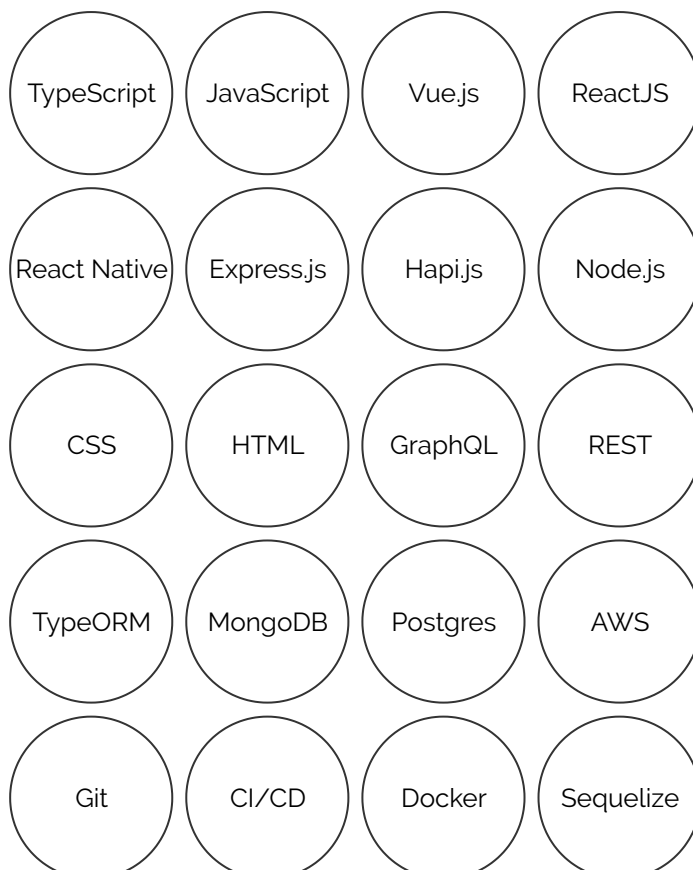 TypeScript JavaScript Vue.js ReactJS
React Native Express.js Hapi.js Node.js
CSS HTML GraphQL REST
TypeORM MongoDB Postgres AWS
Git CI/CD Docker Sequelize